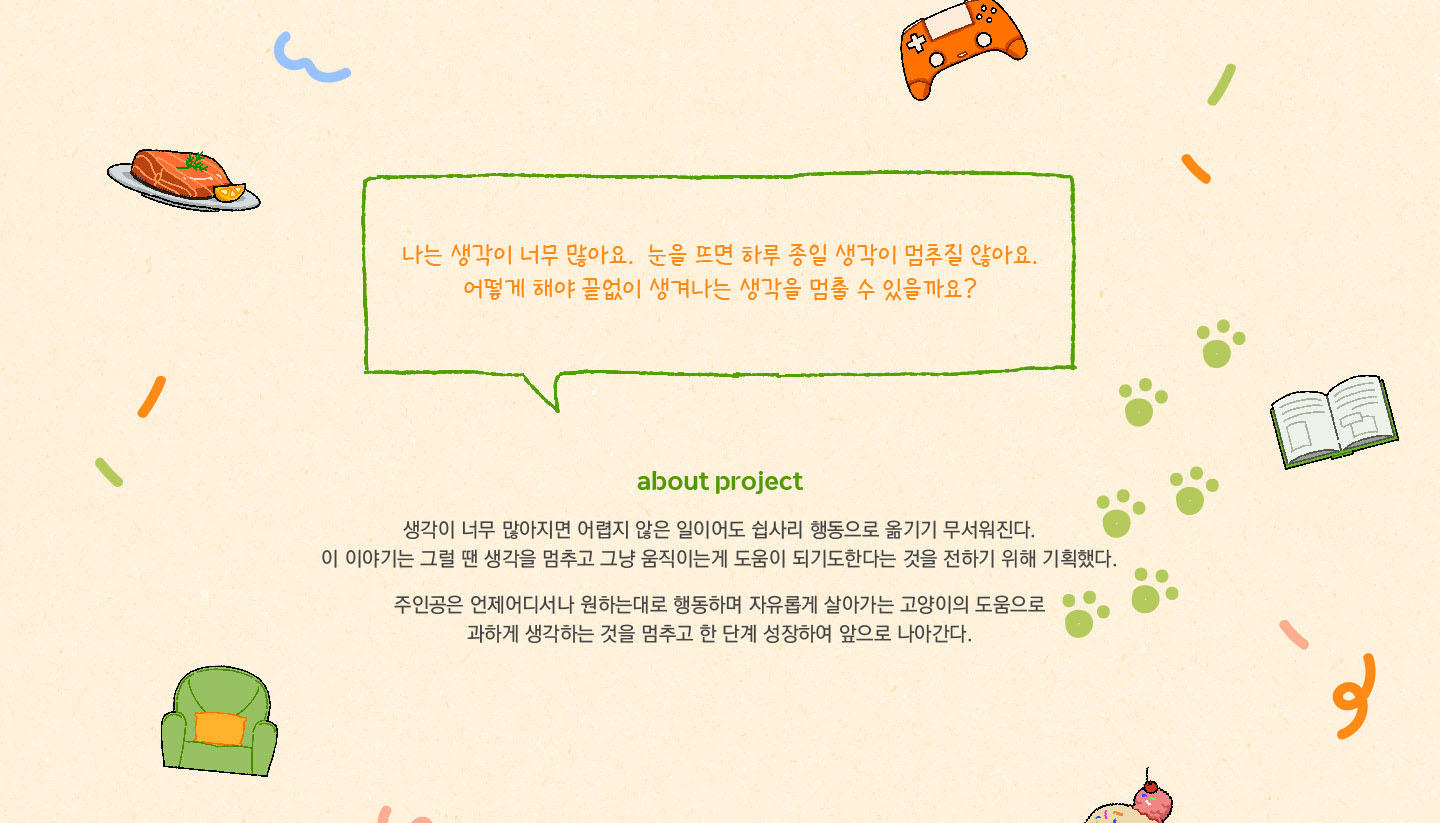 나는 생각이 너무 많아요. 눈을 뜨면 하루 종일 생각이 멈추질 않아요.
어떻게 해야 끝없이 생겨나는 생각을 멈출 수 있을까요?
about project
생각이 너무 많아지면 어렵지 않은 일이어도 쉽사리 행동으로 옮기기 무서워진다.
이 이야기는 그럴 땐 생각을 멈추고 그냥 움직이는게 도움이 되기도한다는 것을 전하기 위해 기획했다.
주인공은 언제어디서나 원하는대로 행동하며 자유롭게 살아가는 고양이의 도움으로
과하게 생각하는 것을 멈추고 한 단계 성장하여 앞으로 나아간다.